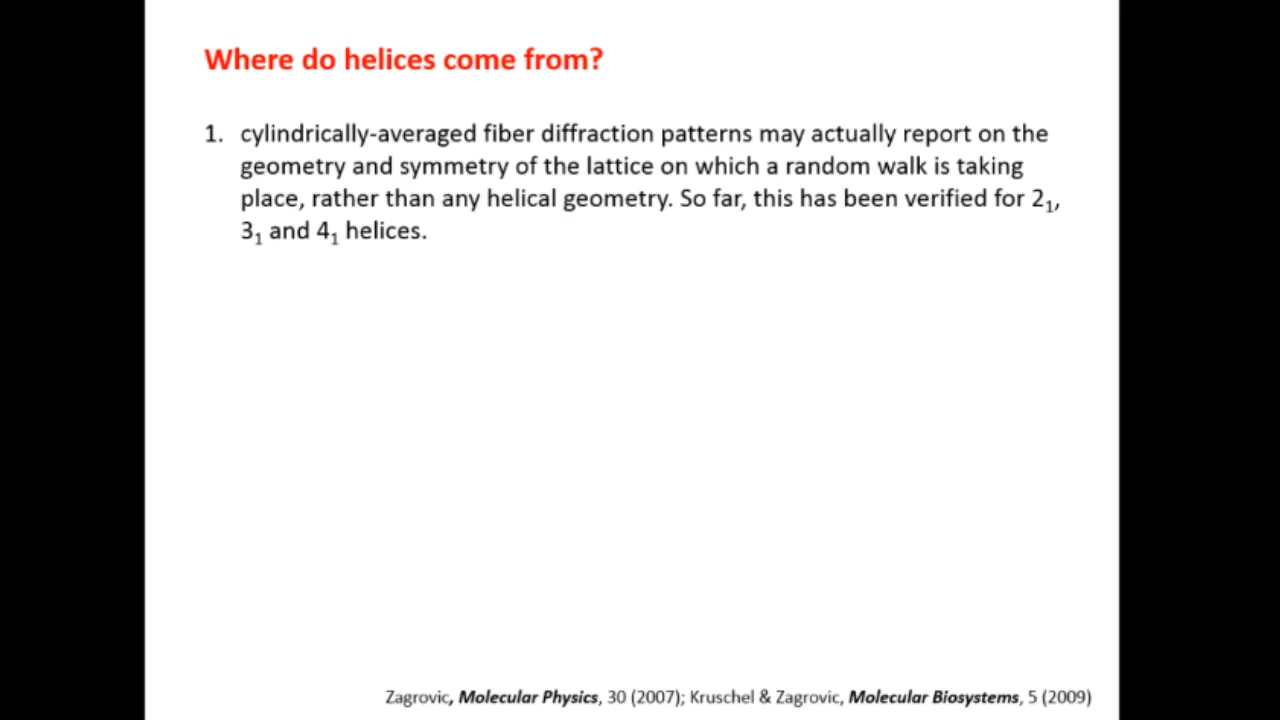 Where do helices come from?
1. cylindrically-averaged fiber diffraction patterns may actually report on the
geometry and symmetry of the lattice on which a random walk is taking
place, rather than any helical geometry. So far, this has been verified for 2₁,
3₁ and 4₁ helices.
Zagrovic, Molecular Physics, 30 (2007); Kruschel & Zagrovic, Molecular Biosystems, 5 (2009)